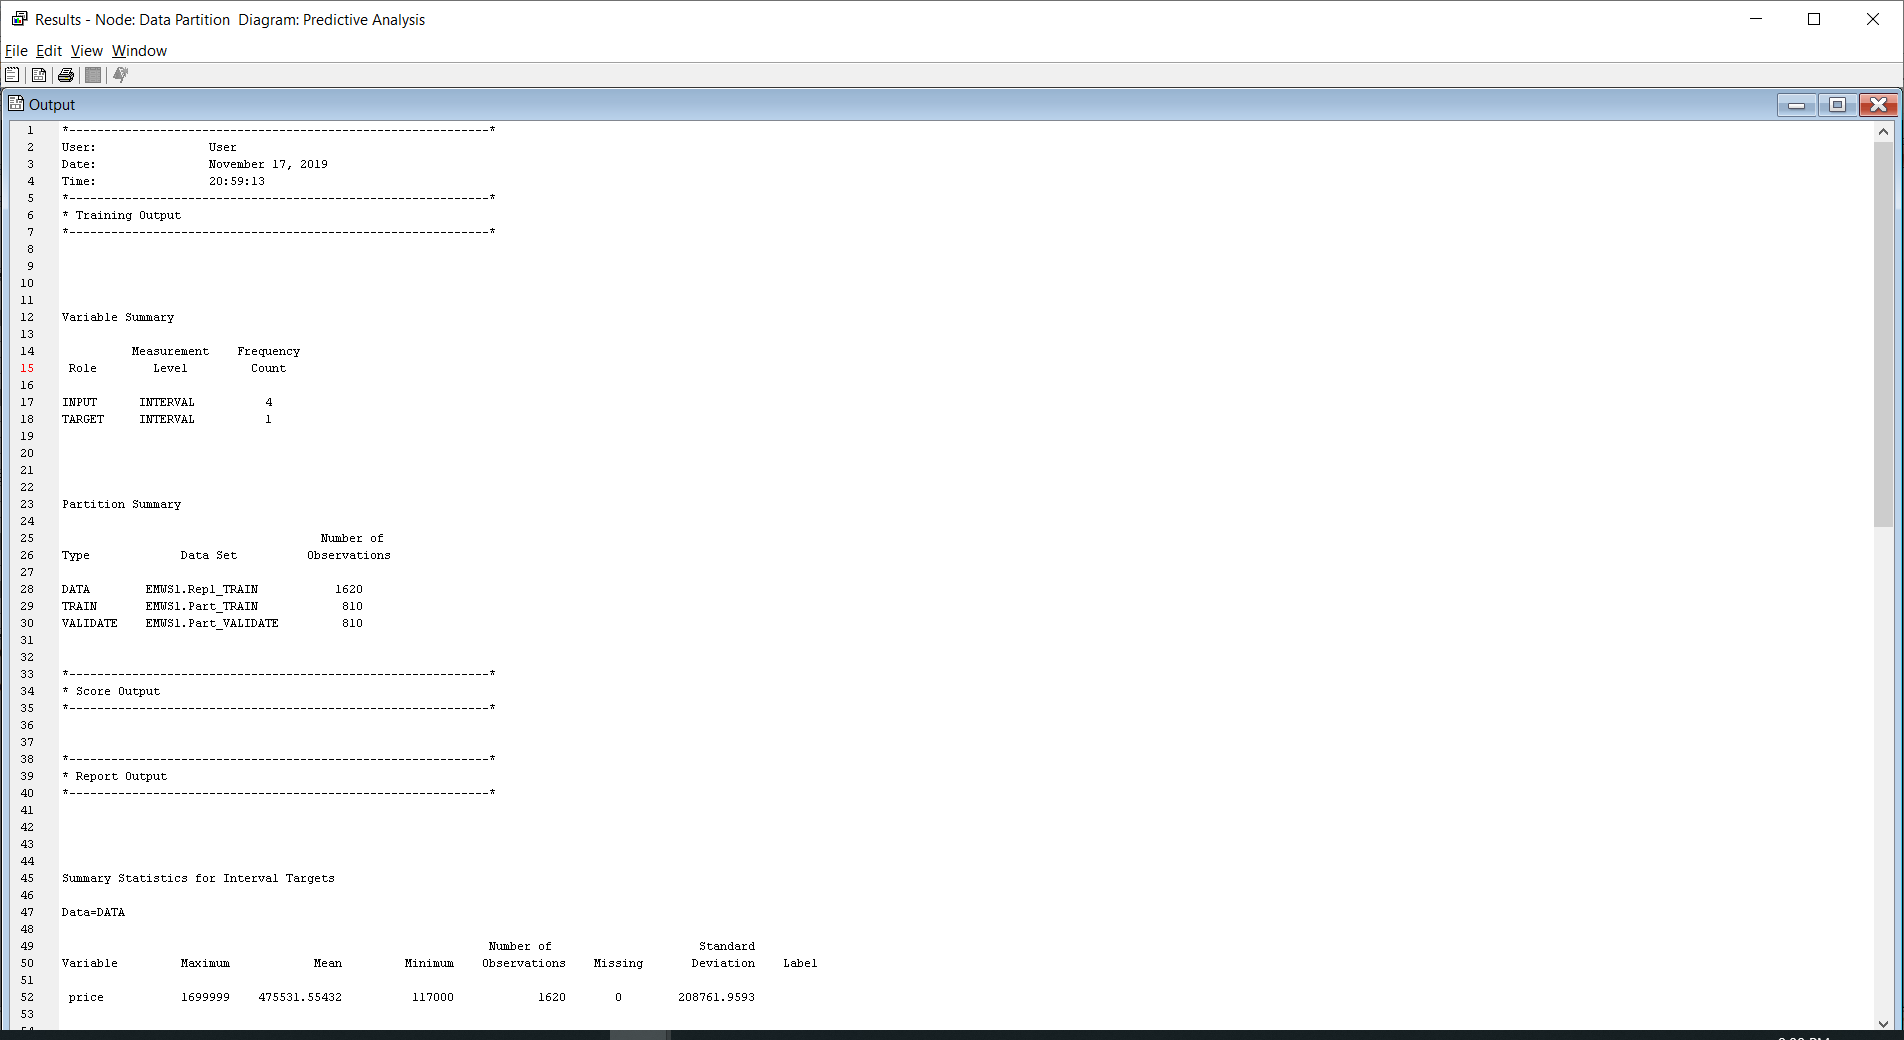 Results - Node: Data Partition  Diagram: Predictive Analysis
File Edit View Window
Output
1 *------------------------------------------------------------*
2 User: User
3 Date: November 17, 2019
4 Time: 20:59:13
5 *------------------------------------------------------------*
6 * Training Output
7 *------------------------------------------------------------*
8
9
10
11
12 Variable Summary
13
14 Measurement Frequency
15 Role Level Count
16
17 INPUT INTERVAL 4
18 TARGET INTERVAL 1
19
20
21
22
23 Partition Summary
24
25 Number of
26 Type Data Set Observations
27
28 DATA EMWS1.Repl_TRAIN 1620
29 TRAIN EMWS1.Part_TRAIN 810
30 VALIDATE EMWS1.Part_VALIDATE 810
31
32
33 *------------------------------------------------------------*
34 * Score Output
35 *------------------------------------------------------------*
36
37
38 *------------------------------------------------------------*
39 * Report Output
40 *------------------------------------------------------------*
41
42
43
44
45 Summary Statistics for Interval Targets
46
47 Data=DATA
48
49 Number of Standard
50 Variable Maximum Mean Minimum Observations Missing Deviation Label
51
52 price 1699999 475531.55432 117000 1620 0 208761.9593
53